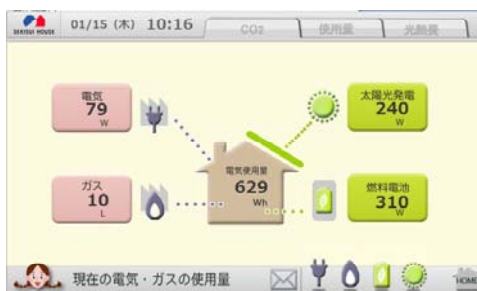 SEKISUI HOUSE
01/15 (木) 10:16
CO2
使用量
光熱費
電気
79
W
太陽光発電
240
W
電気使用量
629
Wh
ガス
10
L
燃料電池
310
W
現在の電気・ガスの使用量
HOME